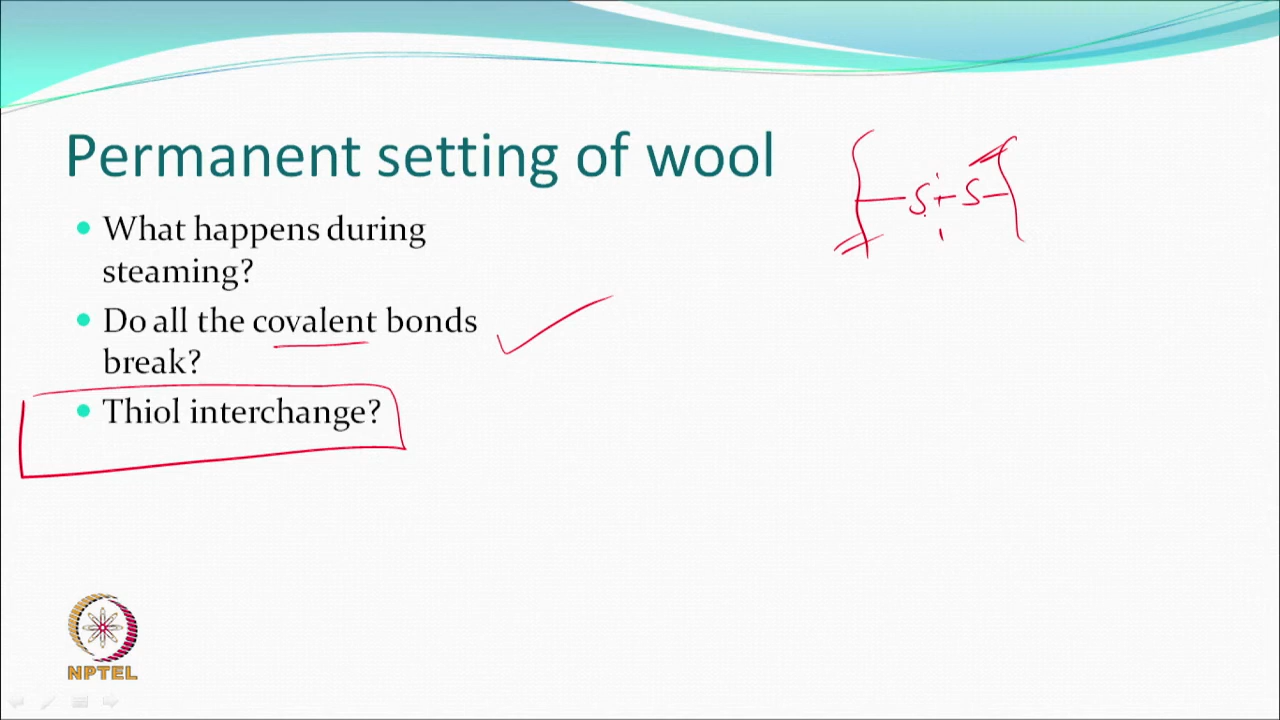 Permanent setting of wool
What happens during
steaming?
Do all the covalent bonds
break?
Thiol interchange?
S S
NPTEL